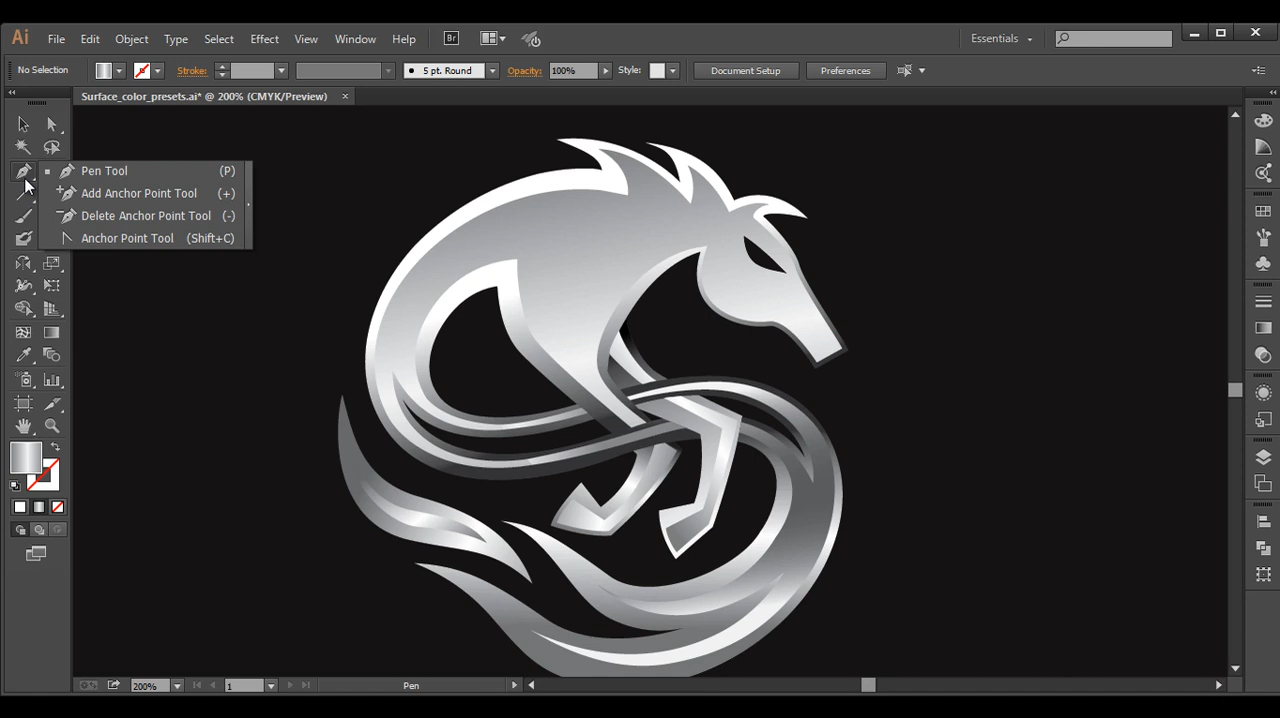 Ai File Edit Object Type Select Effect View Window Help Br Essentials
No Selection Stroke: 5 pt. Round Opacity: 100% Style: Document Setup Preferences
Surface_color_presets.ai* @ 200% (CMYK/Preview) ×
Pen Tool (P)
Add Anchor Point Tool (+)
Delete Anchor Point Tool (-)
Anchor Point Tool (Shift+C)
200% 1 Pen